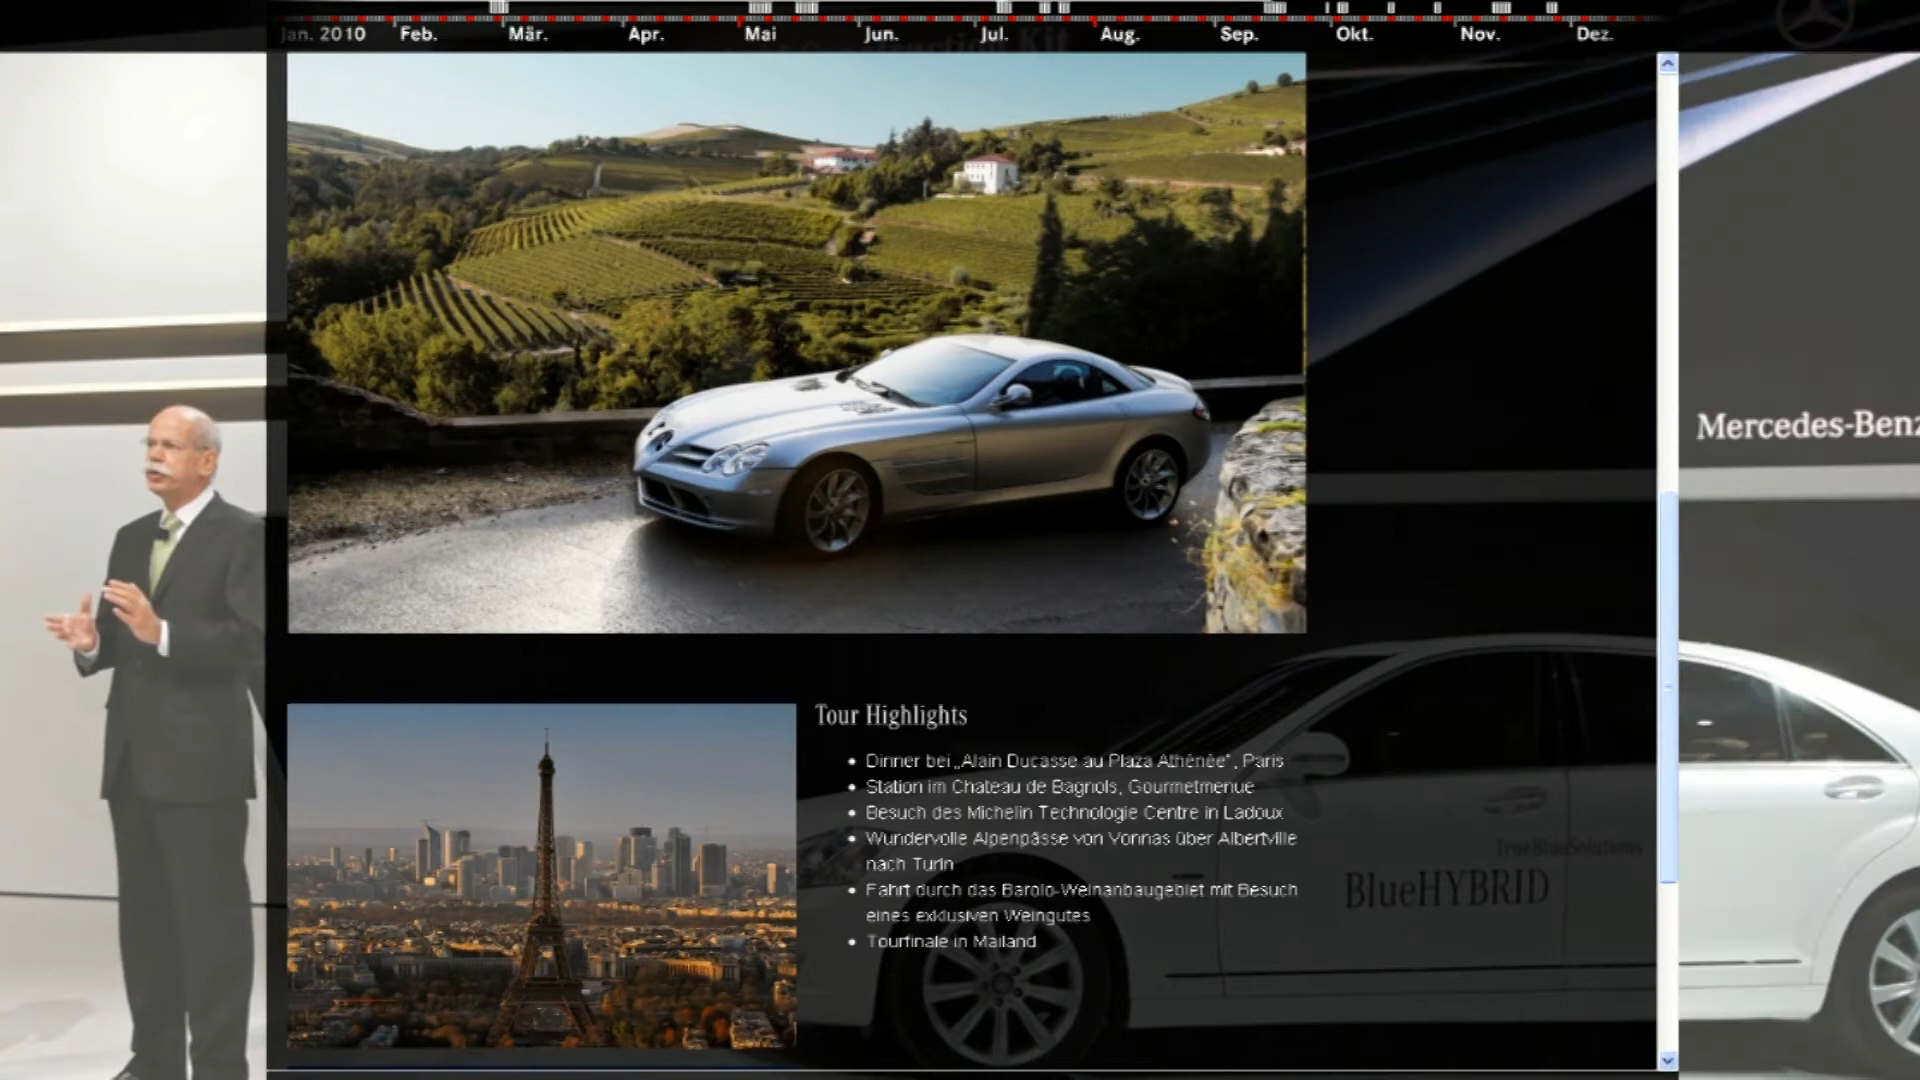 Jan. 2010 Feb. Mär. Apr. Mai Jun. Jul. Aug. Sep. Okt. Nov. Dez.
Mercedes-Benz
Tour Highlights
Dinner bei „Alain Ducasse au Plaza Athénée“, Paris
Station im Chateau de Bagnols, Gourmetmenue
Besuch des Michelin Technologie Centre in Ladoux
Wundervolle Alpenpässe von Vonnas über Albertville
nach Turin
Fahrt durch das Barolo-Weinanbaugebiet mit Besuch
eines exklusiven Weingutes
Tourfinale in Mailand
TrueBlueSolutions
BlueHYBRID